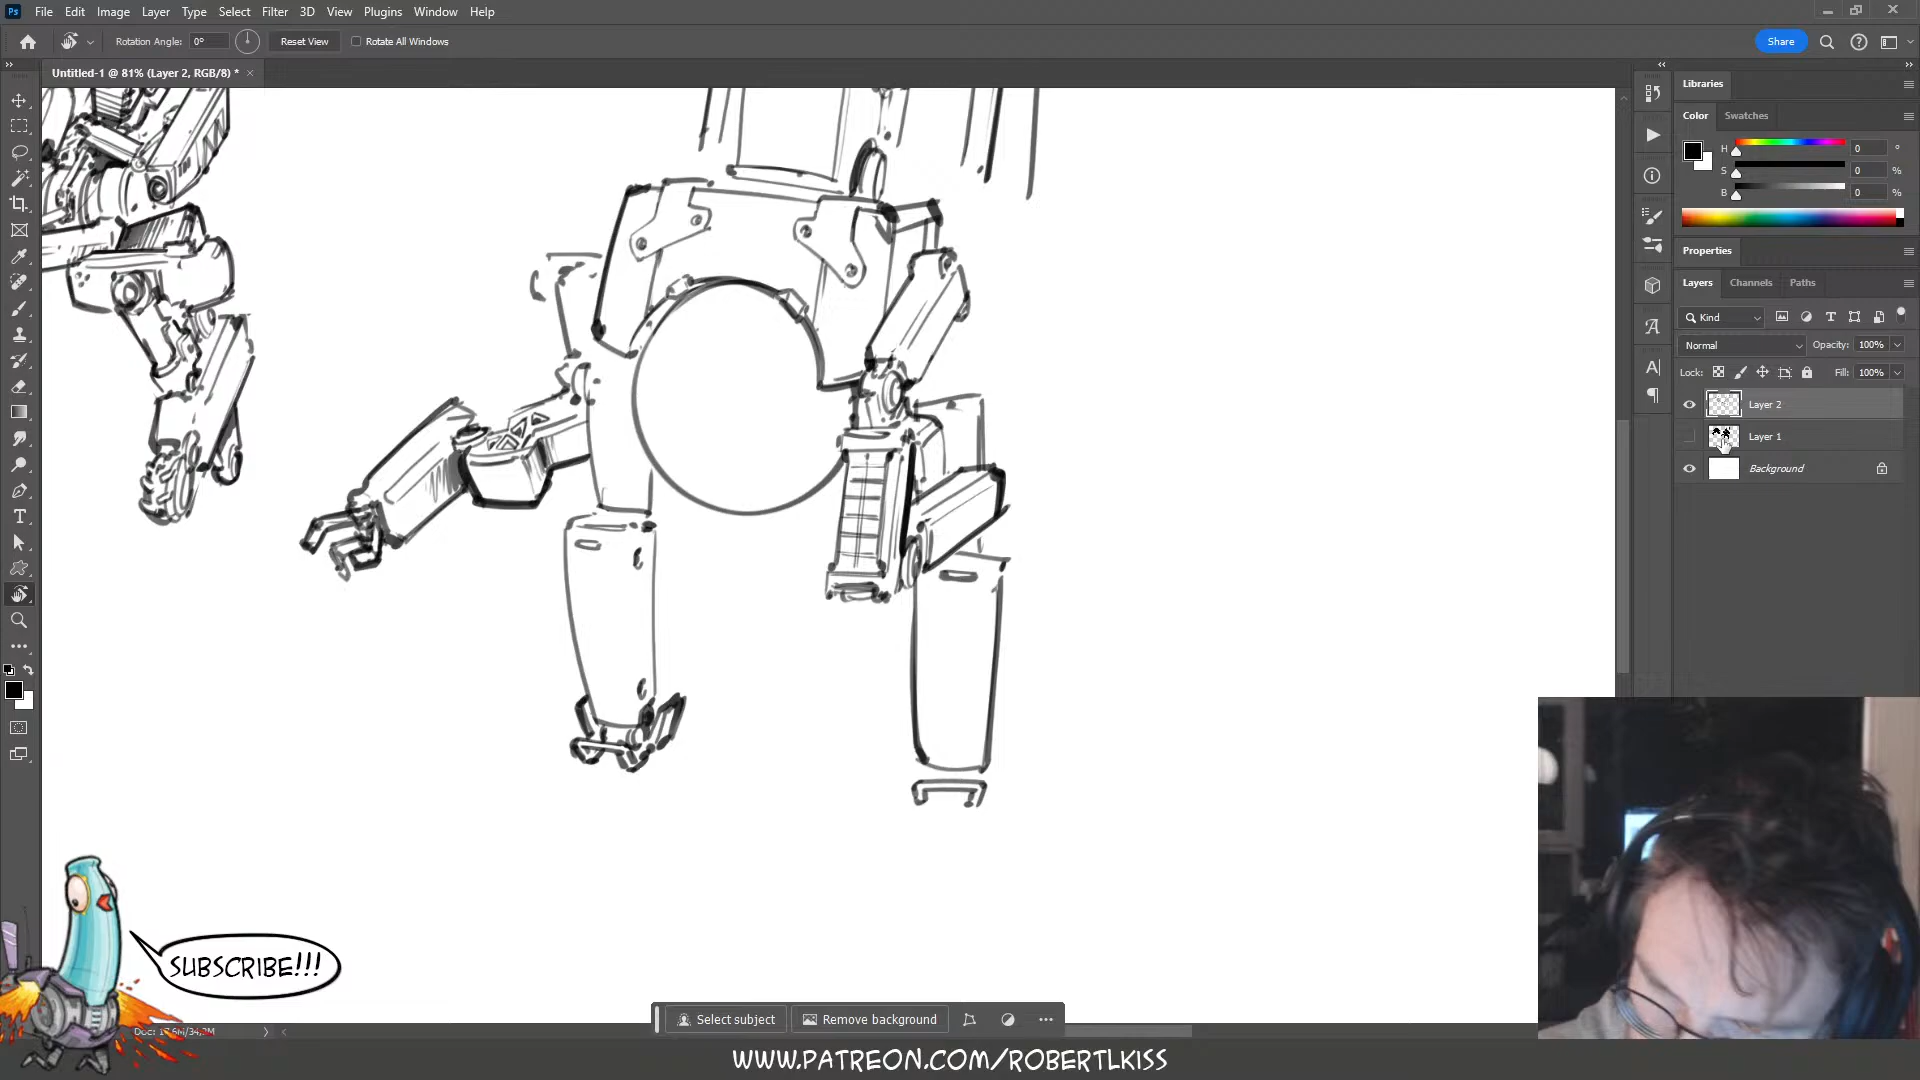 Ps File Edit Image Layer Type Select Filter 3D View Plugins Window Help
Rotation Angle: 0° Reset View Rotate All Windows Share
Untitled-1 @ 81% (Layer 2, RGB/8) * ×
Libraries
Color Swatches
H 0 °
S 0 %
B 0 %
Properties
Layers Channels Paths
Kind
Normal Opacity: 100%
Lock: Fill: 100%
Layer 2
Layer 1
Background
SUBSCRIBE!!!
Select subject Remove background
WWW.PATREON.COM/ROBERTLKISS